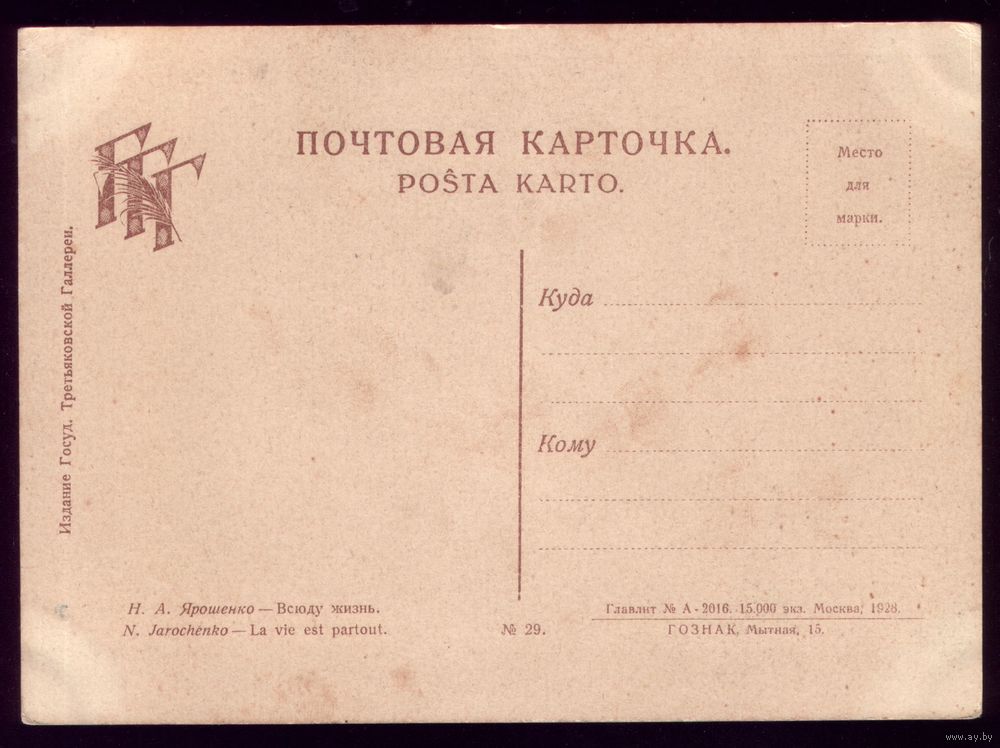 ГТГ
ПОЧТОВАЯ КАРТОЧКА.
POŜTA KARTO.
Место
для
марки.
Издание Госуд. Третьяковской Галлереи.
Куда
Кому
Н. А. Ярошенко — Всюду жизнь.
N. Jarochenko — La vie est partout.
№ 29.
Главлит № А - 2016. 15.000 экз. Москва, 1928.
ГОЗНАК, Мытная, 15.
www.ay.by